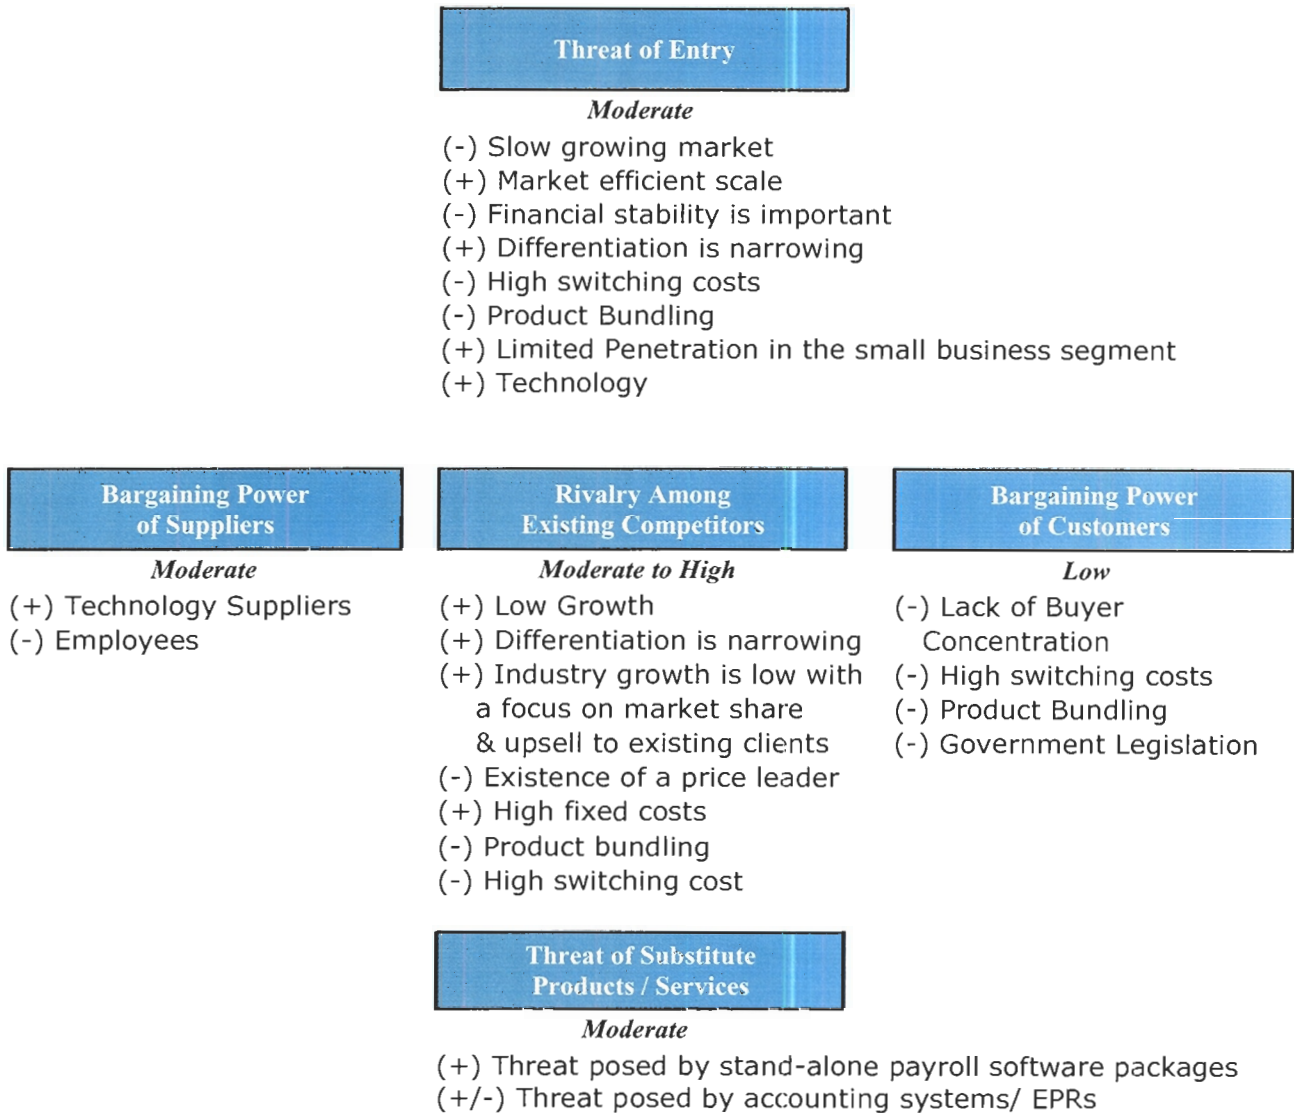 Threat of Entry
Moderate
(-) Slow growing market
(+) Market efficient scale
(-) Financial stability is important
(+) Differentiation is narrowing
(-) High switching costs
(-) Product Bundling
(+) Limited Penetration in the small business segment
(+) Technology
Bargaining Power
of Suppliers
Moderate
(+) Technology Suppliers
(-) Employees
Rivalry Among
Existing Competitors
Moderate to High
(+) Low Growth
(+) Differentiation is narrowing
(+) Industry growth is low with
a focus on market share
& upsell to existing clients
(-) Existence of a price leader
(+) High fixed costs
(-) Product bundling
(-) High switching cost
Bargaining Power
of Customers
Low
(-) Lack of Buyer
Concentration
(-) High switching costs
(-) Product Bundling
(-) Government Legislation
Threat of Substitute
Products / Services
Moderate
(+) Threat posed by stand-alone payroll software packages
(+/-) Threat posed by accounting systems/ EPRs